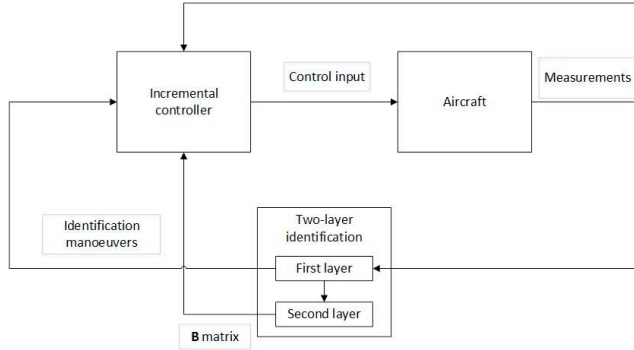 Incremental
controller
Control input
Aircraft
Measurements
Identification
manoeuvers
Two-layer
identification
First layer
Second layer
B matrix